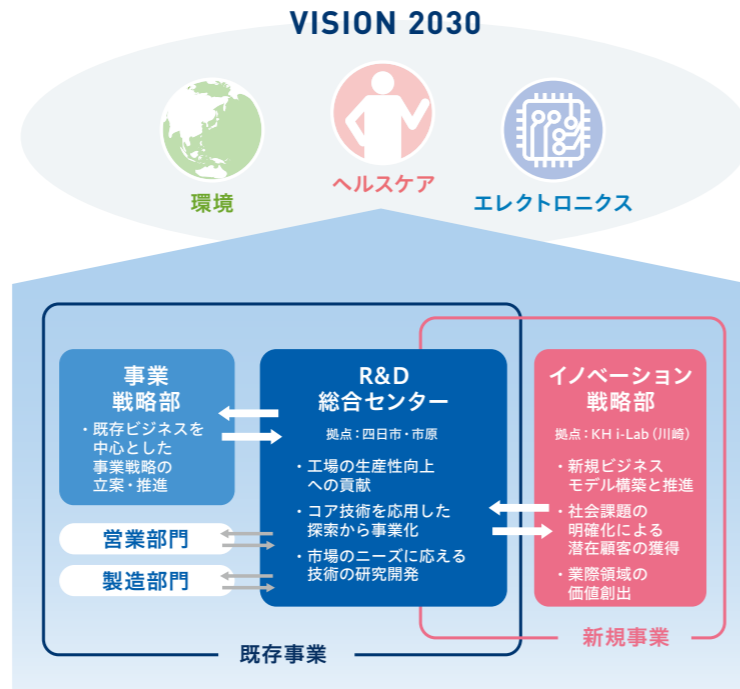 VISION 2030
環境
ヘルスケア
エレクトロニクス
事業
戦略部
・既存ビジネスを
中心とした
事業戦略の
立案・推進
営業部門
製造部門
R&D
総合センター
拠点：四日市・市原
・工場の生産性向上
への貢献
・コア技術を応用した
探索から事業化
・市場のニーズに応える
技術の研究開発
イノベーション
戦略部
拠点：KH i-Lab（川崎）
・新規ビジネス
モデル構築と推進
・社会課題の
明確化による
潜在顧客の獲得
・業際領域の
価値創出
既存事業
新規事業